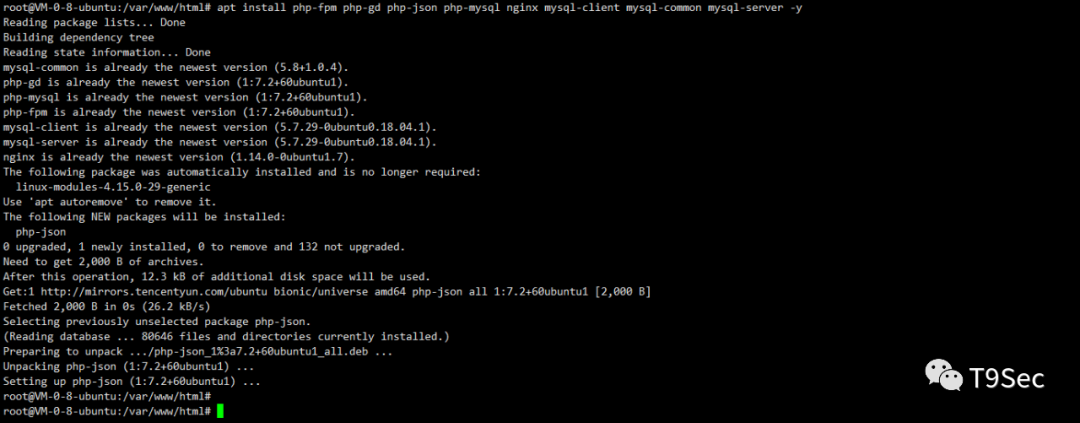 root@VM-0-8-ubuntu:/var/www/html# apt install php-fpm php-gd php-json php-mysql nginx mysql-client mysql-common mysql-server -y
Reading package lists... Done
Building dependency tree
Reading state information... Done
mysql-common is already the newest version (5.8+1.0.4).
php-gd is already the newest version (1:7.2+60ubuntu1).
php-mysql is already the newest version (1:7.2+60ubuntu1).
php-fpm is already the newest version (1:7.2+60ubuntu1).
mysql-client is already the newest version (5.7.29-0ubuntu0.18.04.1).
mysql-server is already the newest version (5.7.29-0ubuntu0.18.04.1).
nginx is already the newest version (1.14.0-0ubuntu1.7).
The following package was automatically installed and is no longer required:
  linux-modules-4.15.0-29-generic
Use 'apt autoremove' to remove it.
The following NEW packages will be installed:
  php-json
0 upgraded, 1 newly installed, 0 to remove and 132 not upgraded.
Need to get 2,000 B of archives.
After this operation, 12.3 kB of additional disk space will be used.
Get:1 http://mirrors.tencentyun.com/ubuntu bionic/universe amd64 php-json all 1:7.2+60ubuntu1 [2,000 B]
Fetched 2,000 B in 0s (26.2 kB/s)
Selecting previously unselected package php-json.
(Reading database ... 80646 files and directories currently installed.)
Preparing to unpack .../php-json_1%3a7.2+60ubuntu1_all.deb ...
Unpacking php-json (1:7.2+60ubuntu1) ...
Setting up php-json (1:7.2+60ubuntu1) ...
root@VM-0-8-ubuntu:/var/www/html#
root@VM-0-8-ubuntu:/var/www/html#
T9Sec